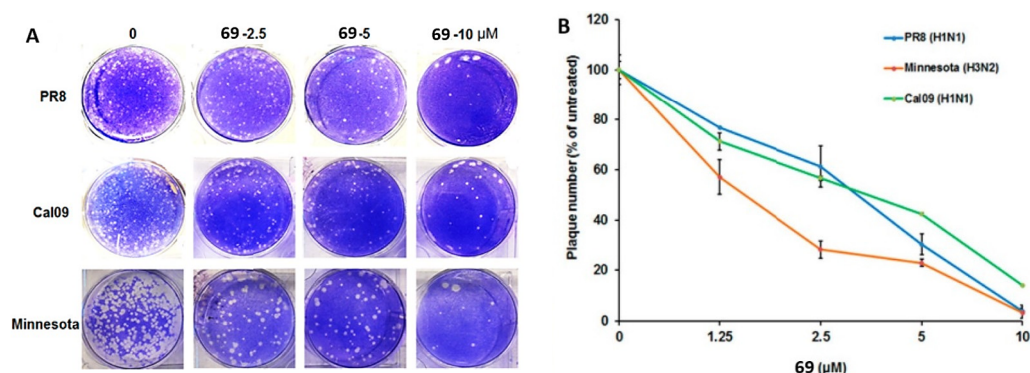 A
0
69 -2.5
69 -5
69 -10 µM
PR8
Cal09
Minnesota
B
PR8 (H1N1)
Minnesota (H3N2)
Cal09 (H1N1)
Plaque number (% of untreated)
120
100
80
60
40
20
0
0
1.25
2.5
5
10
69 (µM)